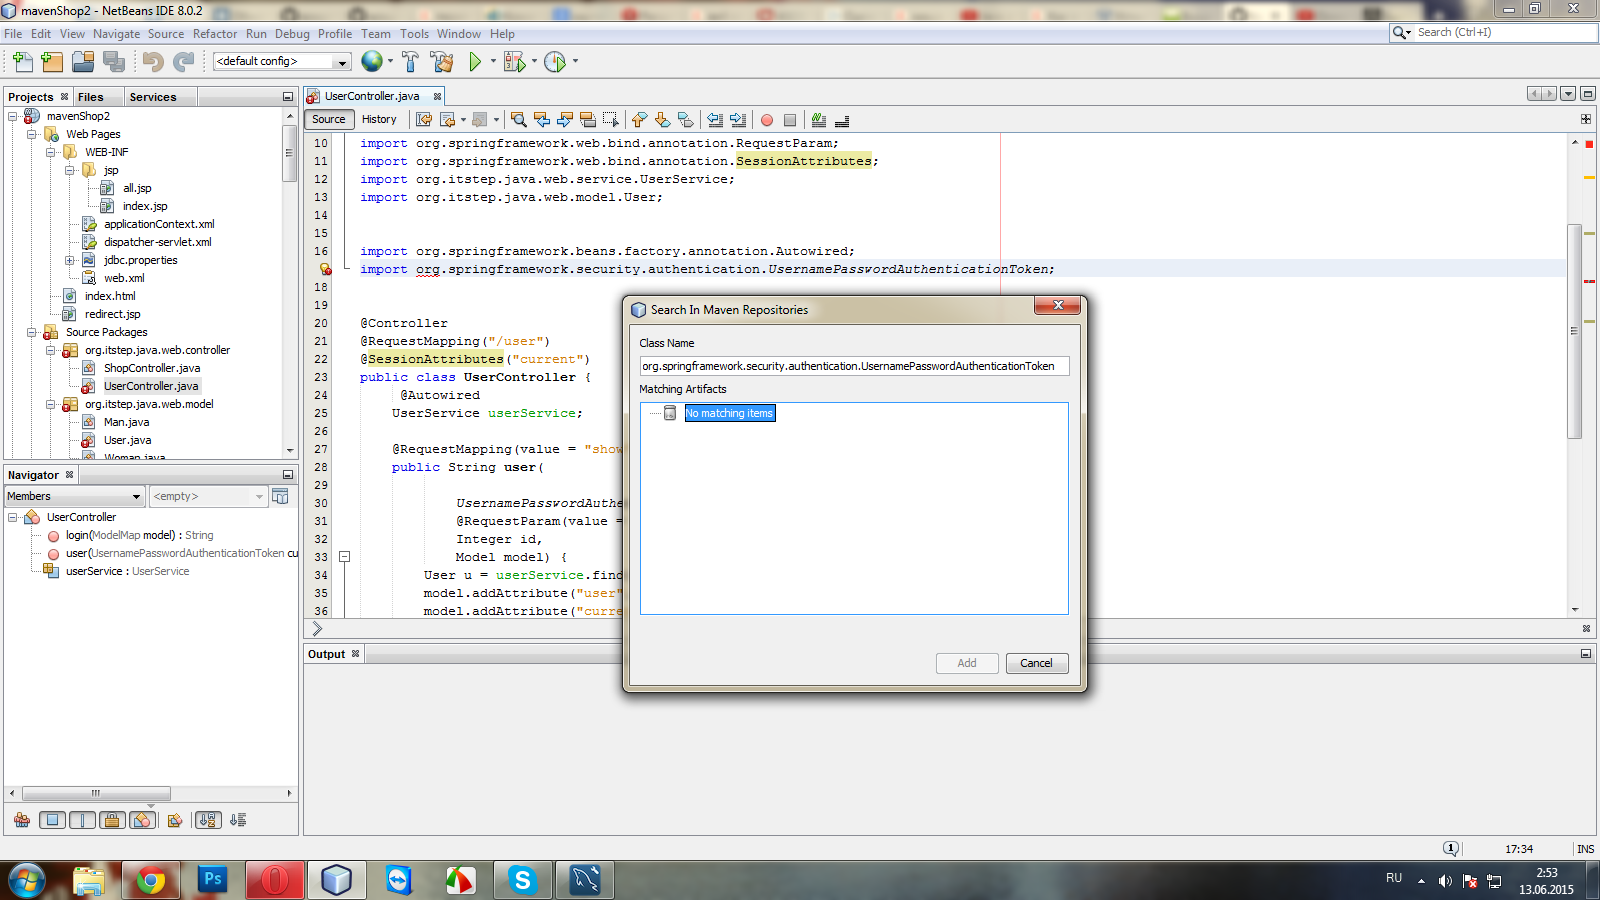 mavenShop2 - NetBeans IDE 8.0.2
File Edit View Navigate Source Refactor Run Debug Profile Team Tools Window Help
Search (Ctrl+I)
<default config>
Projects Files Services
mavenShop2
Web Pages
WEB-INF
jsp
all.jsp
index.jsp
applicationContext.xml
dispatcher-servlet.xml
jdbc.properties
web.xml
index.html
redirect.jsp
Source Packages
org.itstep.java.web.controller
ShopController.java
UserController.java
org.itstep.java.web.model
Man.java
User.java
Woman.java
Navigator
Members
<empty>
UserController
login(ModelMap model) : String
user(UsernamePasswordAuthenticationToken cu
userService : UserService
UserController.java
Source History
10 import org.springframework.web.bind.annotation.RequestParam;
11 import org.springframework.web.bind.annotation.SessionAttributes;
12 import org.itstep.java.web.service.UserService;
13 import org.itstep.java.web.model.User;
14
15
16 import org.springframework.beans.factory.annotation.Autowired;
import org.springframework.security.authentication.UsernamePasswordAuthenticationToken;
18
19
20 @Controller
21 @RequestMapping("/user")
22 @SessionAttributes("current")
23 public class UserController {
24 @Autowired
25 UserService userService;
26
27 @RequestMapping(value = "show
28 public String user(
29
30 UsernamePasswordAuthe
31 @RequestParam(value =
32 Integer id,
33 Model model) {
34 User u = userService.find
35 model.addAttribute("user"
36 model.addAttribute("curre
Search In Maven Repositories
Class Name
org.springframework.security.authentication.UsernamePasswordAuthenticationToken
Matching Artifacts
No matching items
Add Cancel
Output
1 17:34 INS
Ps
RU
2:53
13.06.2015